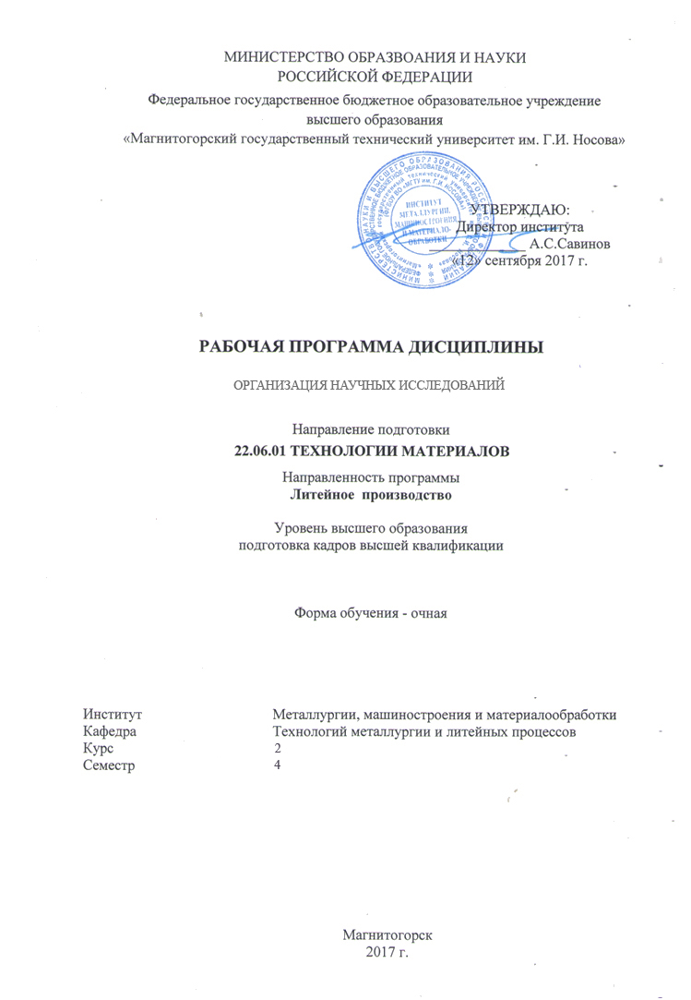 МИНИСТЕРСТВО ОБРАЗВОАНИЯ И НАУКИ
РОССИЙСКОЙ ФЕДЕРАЦИИ
Федеральное государственное бюджетное образовательное учреждение
высшего образования
«Магнитогорский государственный технический университет им. Г.И. Носова»
ИНСТИТУТ
МЕТАЛЛУРГИИ,
МАШИНОСТРОЕНИЯ
И МАТЕРИАЛО-
ОБРАБОТКИ
УТВЕРЖДАЮ:
Директор института
_____________ А.С.Савинов
«12» сентября 2017 г.
РАБОЧАЯ ПРОГРАММА ДИСЦИПЛИНЫ
ОРГАНИЗАЦИЯ НАУЧНЫХ ИССЛЕДОВАНИЙ
Направление подготовки
22.06.01 ТЕХНОЛОГИИ МАТЕРИАЛОВ
Направленность программы
Литейное производство
Уровень высшего образования
подготовка кадров высшей квалификации
Форма обучения - очная
Институт Металлургии, машиностроения и материалообработки
Кафедра Технологий металлургии и литейных процессов
Курс 2
Семестр 4
Магнитогорск
2017 г.